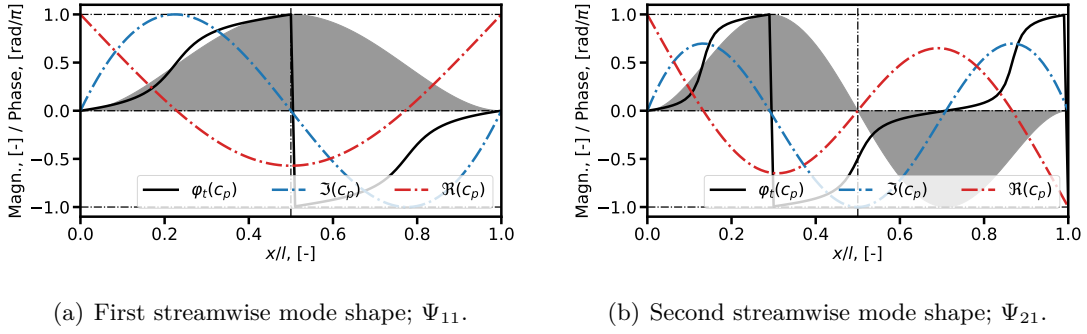 Magn., [-] / Phase, [rad/π]
1.0
0.5
0.0
−0.5
−1.0
φt(cp) ℑ(cp) ℜ(cp)
0.0 0.2 0.4 0.6 0.8 1.0
x/l, [-]
(a) First streamwise mode shape; Ψ11.
Magn., [-] / Phase, [rad/π]
1.0
0.5
0.0
−0.5
−1.0
φt(cp) ℑ(cp) ℜ(cp)
0.0 0.2 0.4 0.6 0.8 1.0
x/l, [-]
(b) Second streamwise mode shape; Ψ21.